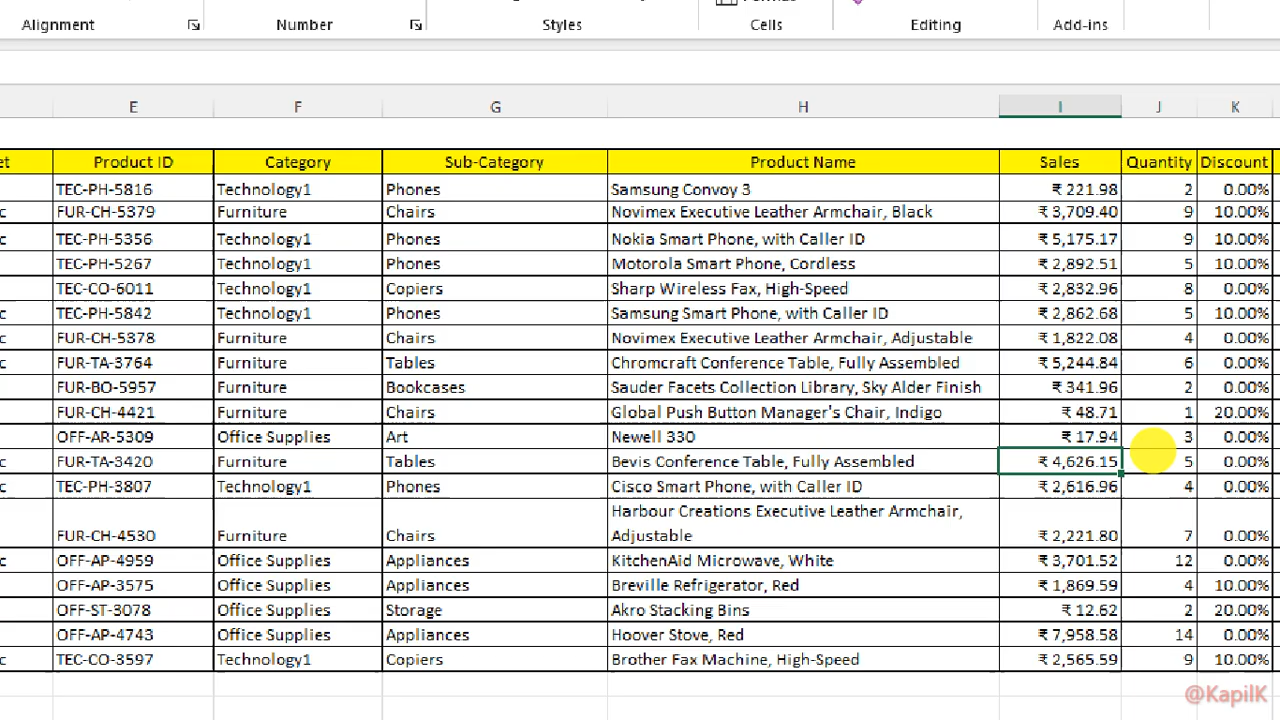 Alignment Number Styles Cells Editing Add-ins
E F G H I J K
Product ID Category Sub-Category Product Name Sales Quantity Discount
TEC-PH-5816 Technology1 Phones Samsung Convoy 3 ₹ 221.98 2 0.00%
c FUR-CH-5379 Furniture Chairs Novimex Executive Leather Armchair, Black ₹ 3,709.40 9 10.00%
c TEC-PH-5356 Technology1 Phones Nokia Smart Phone, with Caller ID ₹ 5,175.17 9 10.00%
TEC-PH-5267 Technology1 Phones Motorola Smart Phone, Cordless ₹ 2,892.51 5 10.00%
TEC-CO-6011 Technology1 Copiers Sharp Wireless Fax, High-Speed ₹ 2,832.96 8 0.00%
c TEC-PH-5842 Technology1 Phones Samsung Smart Phone, with Caller ID ₹ 2,862.68 5 10.00%
c FUR-CH-5378 Furniture Chairs Novimex Executive Leather Armchair, Adjustable ₹ 1,822.08 4 0.00%
c FUR-TA-3764 Furniture Tables Chromcraft Conference Table, Fully Assembled ₹ 5,244.84 6 0.00%
FUR-BO-5957 Furniture Bookcases Sauder Facets Collection Library, Sky Alder Finish ₹ 341.96 2 0.00%
FUR-CH-4421 Furniture Chairs Global Push Button Manager's Chair, Indigo ₹ 48.71 1 20.00%
OFF-AR-5309 Office Supplies Art Newell 330 ₹ 17.94 3 0.00%
c FUR-TA-3420 Furniture Tables Bevis Conference Table, Fully Assembled ₹ 4,626.15 5 0.00%
c TEC-PH-3807 Technology1 Phones Cisco Smart Phone, with Caller ID ₹ 2,616.96 4 0.00%
Harbour Creations Executive Leather Armchair,
FUR-CH-4530 Furniture Chairs Adjustable ₹ 2,221.80 7 0.00%
c OFF-AP-4959 Office Supplies Appliances KitchenAid Microwave, White ₹ 3,701.52 12 0.00%
OFF-AP-3575 Office Supplies Appliances Breville Refrigerator, Red ₹ 1,869.59 4 10.00%
OFF-ST-3078 Office Supplies Storage Akro Stacking Bins ₹ 12.62 2 20.00%
OFF-AP-4743 Office Supplies Appliances Hoover Stove, Red ₹ 7,958.58 14 0.00%
c TEC-CO-3597 Technology1 Copiers Brother Fax Machine, High-Speed ₹ 2,565.59 9 10.00%
@KapilK